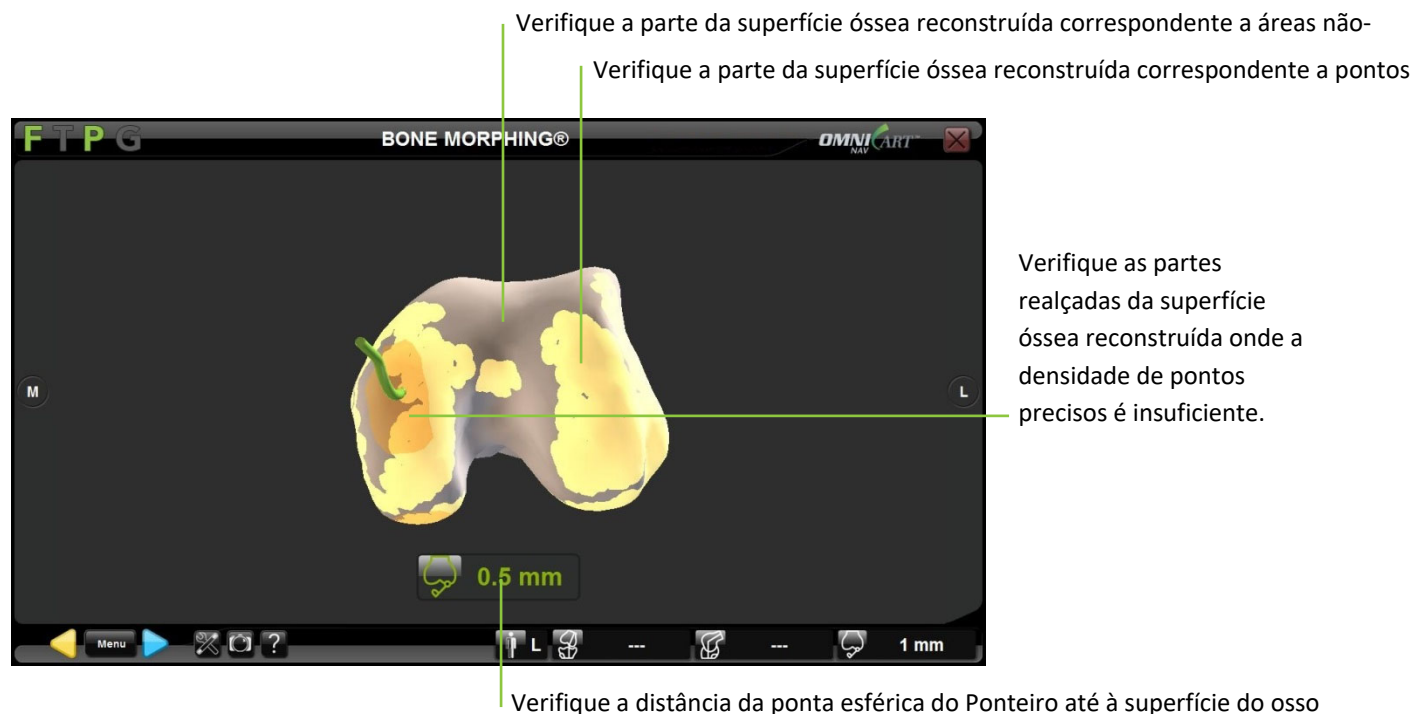 Verifique a parte da superfície óssea reconstruída correspondente a áreas não-
Verifique a parte da superfície óssea reconstruída correspondente a pontos
F T P G
BONE MORPHING®
OMNI CART™
NAV
Verifique as partes
realçadas da superfície
óssea reconstruída onde a
densidade de pontos
precisos é insuficiente.
M
L
0.5 mm
Menu
?
L
---
---
1 mm
Verifique a distância da ponta esférica do Ponteiro até à superfície do osso